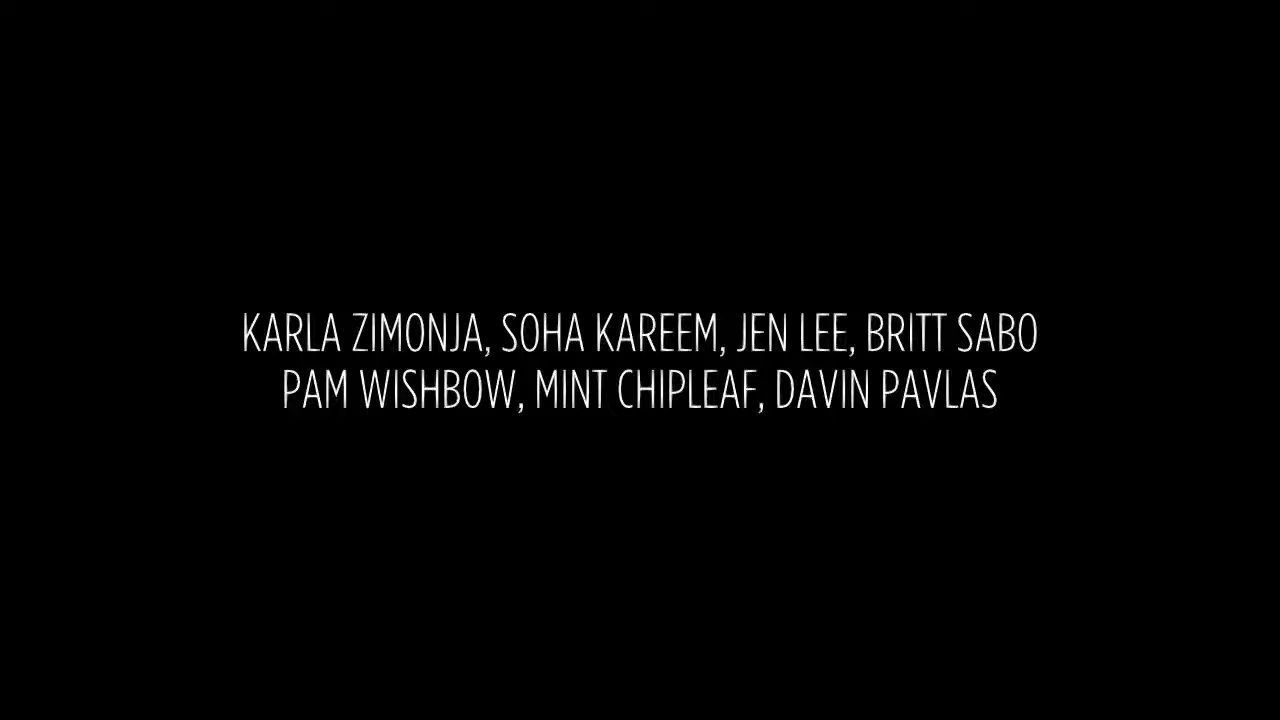 KARLA ZIMONJA, SOHA KAREEM, JEN LEE, BRITT SABO
PAM WISHBOW, MINT CHIPLEAF, DAVIN PAVLAS